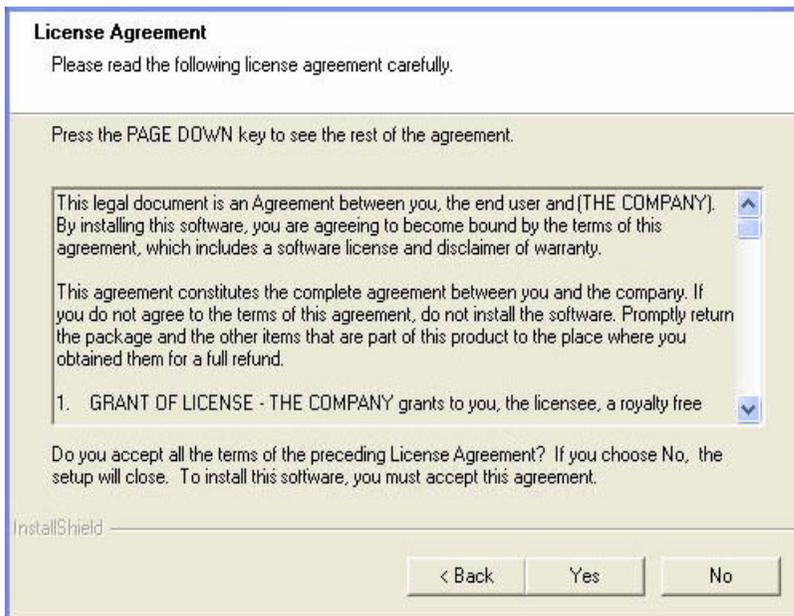 License Agreement
Please read the following license agreement carefully.
Press the PAGE DOWN key to see the rest of the agreement.
This legal document is an Agreement between you, the end user and (THE COMPANY).
By installing this software, you are agreeing to become bound by the terms of this
agreement, which includes a software license and disclaimer of warranty.
This agreement constitutes the complete agreement between you and the company. If
you do not agree to the terms of this agreement, do not install the software. Promptly return
the package and the other items that are part of this product to the place where you
obtained them for a full refund.
1. GRANT OF LICENSE - THE COMPANY grants to you, the licensee, a royalty free
Do you accept all the terms of the preceding License Agreement? If you choose No, the
setup will close. To install this software, you must accept this agreement.
InstallShield
< Back Yes No